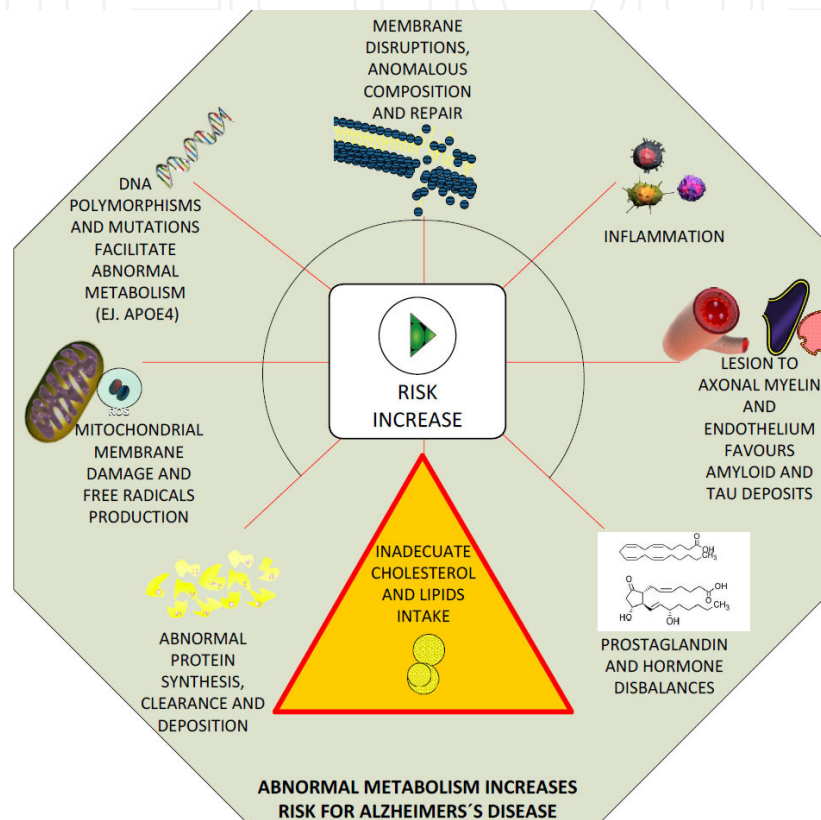 MEMBRANE
DISRUPTIONS,
ANOMALOUS
COMPOSITION
AND REPAIR
DNA
POLYMORPHISMS
AND MUTATIONS
FACILITATE
ABNORMAL
METABOLISM
(EJ. APOE4)
INFLAMMATION
RISK
INCREASE
ROS
MITOCHONDRIAL
MEMBRANE
DAMAGE AND
FREE RADICALS
PRODUCTION
LESION TO
AXONAL MYELIN
AND
ENDOTHELIUM
FAVOURS
AMYLOID AND
TAU DEPOSITS
INADECUATE
CHOLESTEROL
AND LIPIDS
INTAKE
ABNORMAL
PROTEIN
SYNTHESIS,
CLEARANCE AND
DEPOSITION
O
OH
CH3
O
O
OH
CH3
HO
OH
PROSTAGLANDIN
AND HORMONE
DISBALANCES
ABNORMAL METABOLISM INCREASES
RISK FOR ALZHEIMERS´S DISEASE